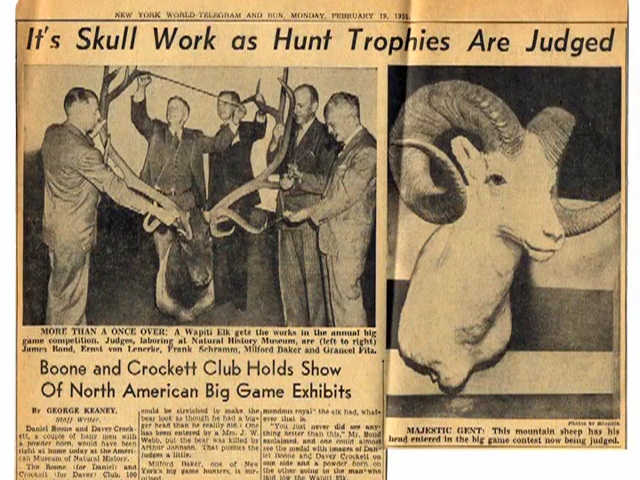 NEW YORK WORLD-TELEGRAM AND SUN, MONDAY, FEBRUARY 19, 1951.
It's Skull Work as Hunt Trophies Are Judged
MORE THAN A ONCE OVER: A Wapiti Elk gets the works in the annual big
game competition. Judges, laboring at Natural History Museum, are (left to right)
James Bond, Ernst von Lengerke, Frank Schramm, Milford Baker and Grancel Fitz.
Boone and Crockett Club Holds Show
Of North American Big Game Exhibits
By GEORGE KEANEY,
Staff Writer.
Daniel Boone and Davey Crock-
ett, a couple of handy men with
a powder horn, would have been
right at home today at the Ameri-
can Museum of Natural History.
The Boone (for Daniel) and
Crockett (for Davey) Club, 100
could be stretched to make the
bear look as though he had a big-
ger head than he really did.) One
has been entered by a Mrs. J. W.
Webb, but the bear was killed by
Arthur Johnson. That puzzles the
judges a little.
Milford Baker, one of New
York's big game hunters, is sur-
prised
mendous royal" the elk had, what-
ever that is.
"You just never did see any-
thing better than this," Mr. Bond
exclaimed, and one could almost
see the medal with images of Dan-
iel Boone and Davey Crockett on
one side and a powder horn on
the other going to the man who
laid low the Wapiti Elk.
Photos by
MAJESTIC GENT: This mountain sheep has his
head entered in the big game contest now being judged.